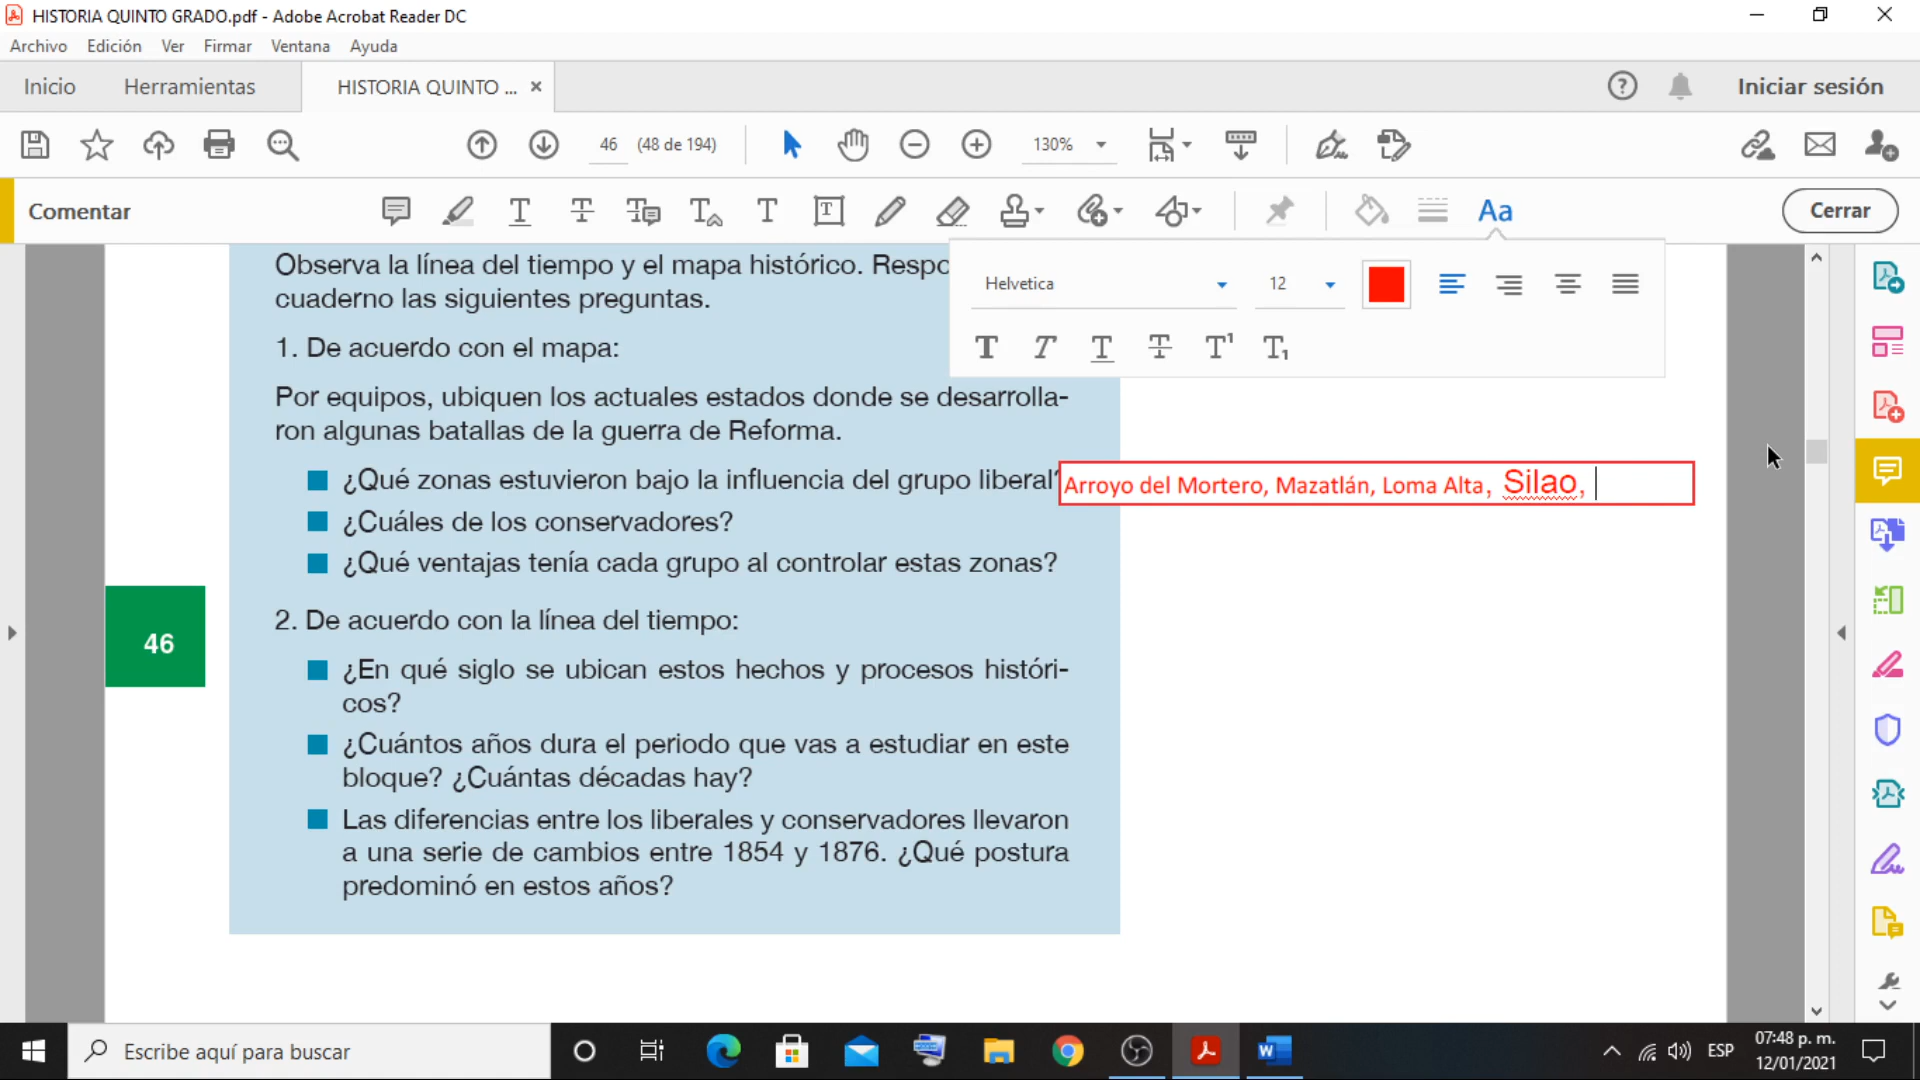 HISTORIA QUINTO GRADO.pdf - Adobe Acrobat Reader DC
Archivo Edición Ver Firmar Ventana Ayuda
Inicio Herramientas HISTORIA QUINTO ... × Iniciar sesión
46 (48 de 194) 130%
Comentar Aa Cerrar
Helvetica 12
Observa la línea del tiempo y el mapa histórico. Respo
cuaderno las siguientes preguntas.
1. De acuerdo con el mapa:
Por equipos, ubiquen los actuales estados donde se desarrolla-
ron algunas batallas de la guerra de Reforma.
¿Qué zonas estuvieron bajo la influencia del grupo liberal?
Arroyo del Mortero, Mazatlán, Loma Alta, Silao,
¿Cuáles de los conservadores?
¿Qué ventajas tenía cada grupo al controlar estas zonas?
46
2. De acuerdo con la línea del tiempo:
¿En qué siglo se ubican estos hechos y procesos históri-
cos?
¿Cuántos años dura el periodo que vas a estudiar en este
bloque? ¿Cuántas décadas hay?
Las diferencias entre los liberales y conservadores llevaron
a una serie de cambios entre 1854 y 1876. ¿Qué postura
predominó en estos años?
Escribe aquí para buscar
ESP
07:48 p. m.
12/01/2021